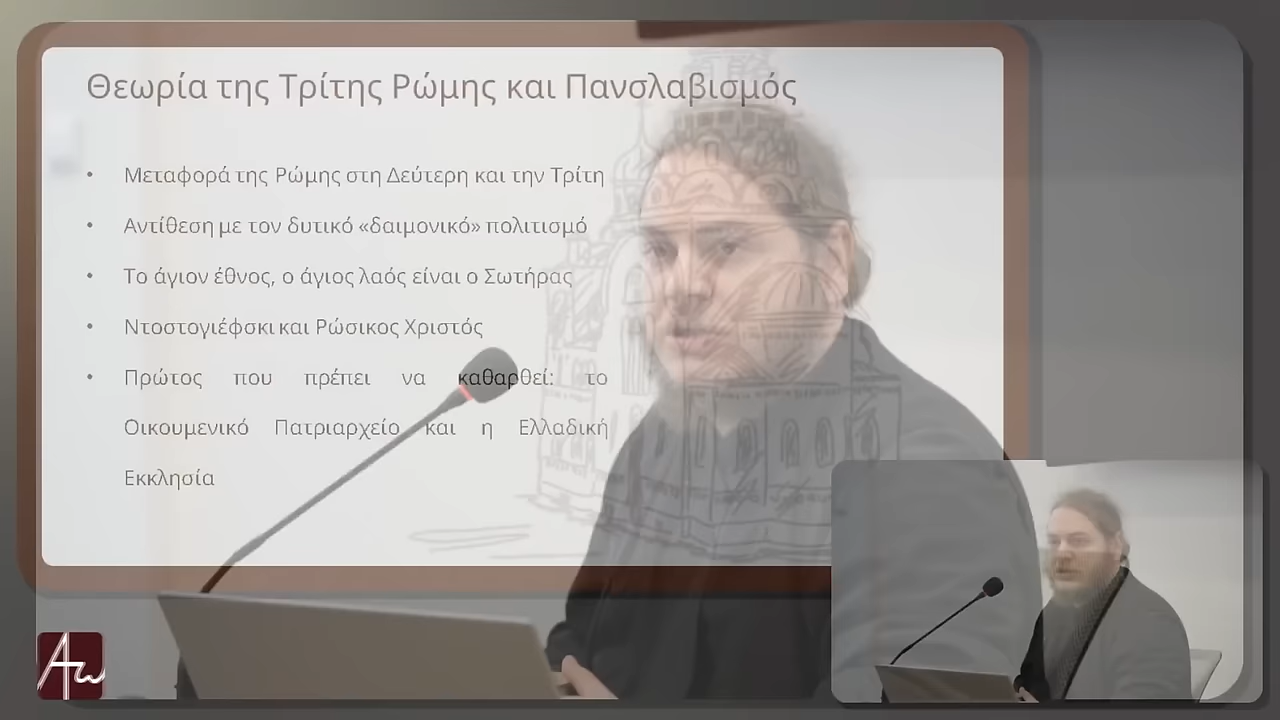 Θεωρία της Τρίτης Ρώμης και Πανσλαβισμός
• Μεταφορά της Ρώμης στη Δεύτερη και την Τρίτη
• Αντίθεση με τον δυτικό «δαιμονικό» πολιτισμό
• Το άγιον έθνος, ο άγιος λαός είναι ο Σωτήρας
• Ντοστογιέφσκι και Ρώσικος Χριστός
• Πρώτος που πρέπει να καθαρθεί: το
Οικουμενικό Πατριαρχείο και η Ελλαδική
Εκκλησία
Αω